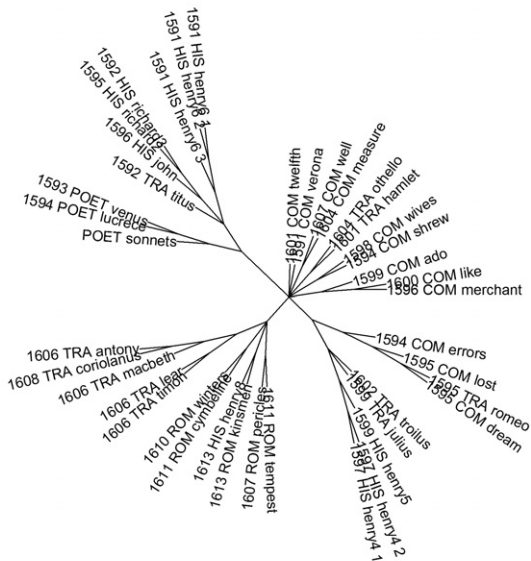 1591 HIS henry6 1
1591 HIS henry6 2
1591 HIS henry6 3
1592 HIS richard3
1595 HIS richard2
1596 HIS john
1592 TRA titus
1593 POET venus
1594 POET lucrece
POET sonnets
1601 COM twelfth
1591 COM verona
1607 COM well
1604 COM measure
1604 TRA othello
1601 TRA hamlet
1598 COM wives
1594 COM shrew
1599 COM ado
1600 COM like
1596 COM merchant
1594 COM errors
1595 COM lost
1595 TRA romeo
1595 COM dream
1602 TRA troilus
1599 TRA julius
1599 HIS henry5
1597 HIS henry4 2
1597 HIS henry4 1
1611 ROM tempest
1607 ROM pericles
1613 ROM kinsmen
1613 HIS henry8
1611 ROM cymbeline
1610 ROM winters
1606 TRA timon
1606 TRA lear
1606 TRA macbeth
1608 TRA coriolanus
1606 TRA antony